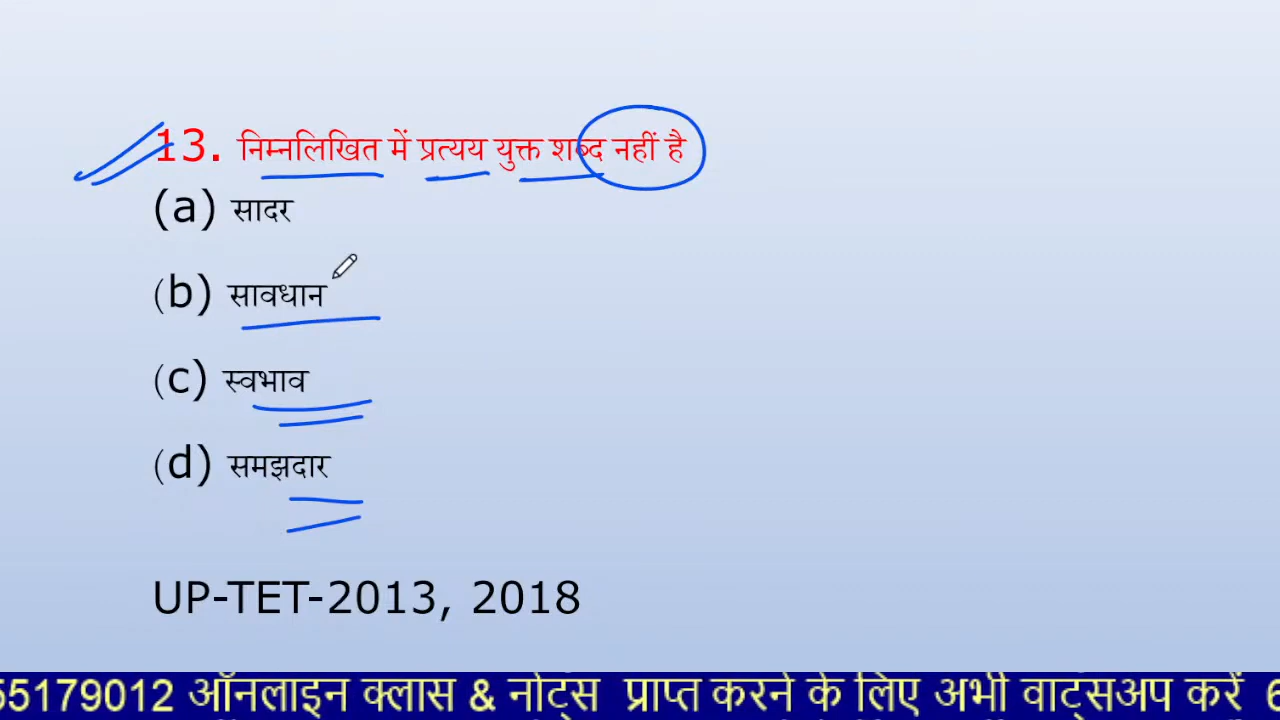 13. निम्नलिखित में प्रत्यय युक्त शब्द नहीं है
(a) सादर
(b) सावधान
(c) स्वभाव
(d) समझदार
UP-TET-2013, 2018
55179012 ऑनलाइन क्लास & नोट्स प्राप्त करने के लिए अभी वाट्सअप करें 6